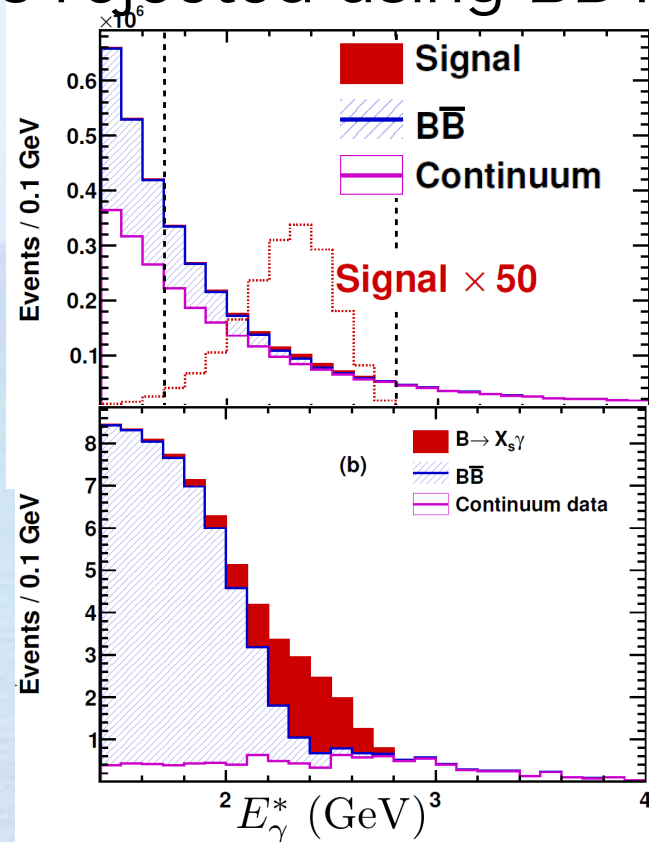 ×10⁶
0.6
0.5
0.4
0.3
0.2
0.1
Events / 0.1 GeV
Signal
BB̅
Continuum
Signal × 50
8
7
6
5
4
3
2
1
Events / 0.1 GeV
(b)
B→ Xₛγ
BB̅
Continuum data
2 3 4
E*γ (GeV)